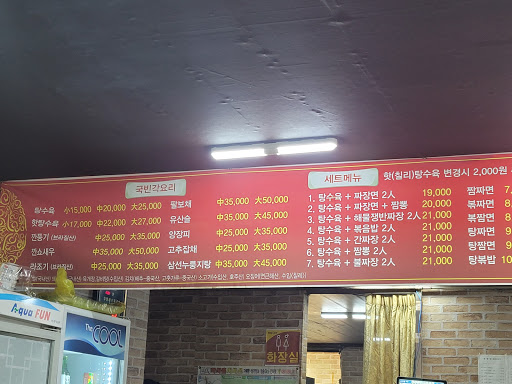 국빈각요리
세트메뉴
핫(칠리)탕수육 변경시 2,000원
탕수육 小15,000 中20,000 大25,000
핫탕수육 小17,000 中22,000 大27,000
깐풍기 中25,000 大35,000
깐쇼새우 中35,000 大50,000
라조기 中25,000 大35,000
팔보채 中35,000 大50,000
유산슬 中35,000 大45,000
양장피 中25,000 大35,000
고추잡채 中25,000 大35,000
삼선누룽지탕 中35,000 大45,000
1. 탕수육 + 짜장면 2人 19,000
2. 탕수육 + 짜장면 + 짬뽕 20,000
3. 탕수육 + 해물쟁반짜장 2人 21,000
4. 탕수육 + 볶음밥 2人 21,000
5. 탕수육 + 간짜장 2人 21,000
6. 탕수육 + 짬뽕 2人 21,000
7. 탕수육 + 불짜장 2人 21,000
짬짜면 7,
볶짜면
볶짬면
탕짜면
탕짬면
탕볶밥 10
Aqua FUN
The COOL
화장실